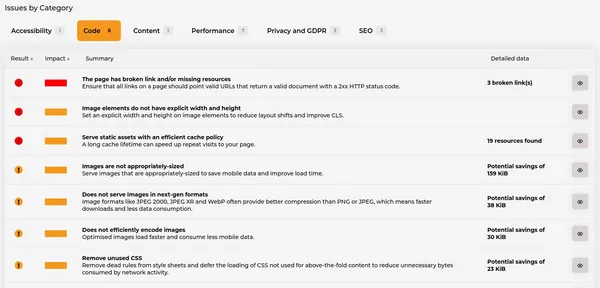 Issues by Category
Accessibility 1 Code 8 Content 1 Performance 7 Privacy and GDPR 2 SEO 3
Result Impact Summary Detailed data
The page has broken link and/or missing resources
Ensure that all links on a page should point valid URLs that return a valid document with a 2xx HTTP status code.
3 broken link(s)
Image elements do not have explicit width and height
Set an explicit width and height on image elements to reduce layout shifts and improve GLS.
Serve static assets with an efficient cache policy
A long cache lifetime can speed up repeat visits to your page.
19 resources found
Images are not appropriately-sized
Serve images that are appropriately-sized to save mobile data and improve load time.
Potential savings of
159 KiB
Does not serve images in next-gen formats
Image formats like JPEG 2000, JPEG XR and WebP often provide better compression than PNG or JPEG, which means faster
downloads and less data consumption.
Potential savings of
38 KiB
Does not efficiently encode images
Optimised images load faster and consume less mobile data.
Potential savings of
30 KiB
Remove unused CSS
Remove dead rules from style sheets and defer the loading of CSS not used for above-the-fold content to reduce unnecessary bytes
consumed by network activity.
Potential savings of
23 KiB